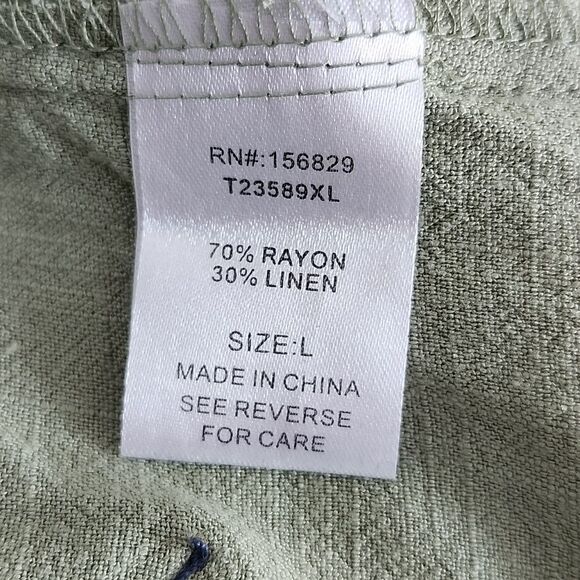 RN#:156829
T23589XL
70% RAYON
30% LINEN
SIZE:L
MADE IN CHINA
SEE REVERSE
FOR CARE